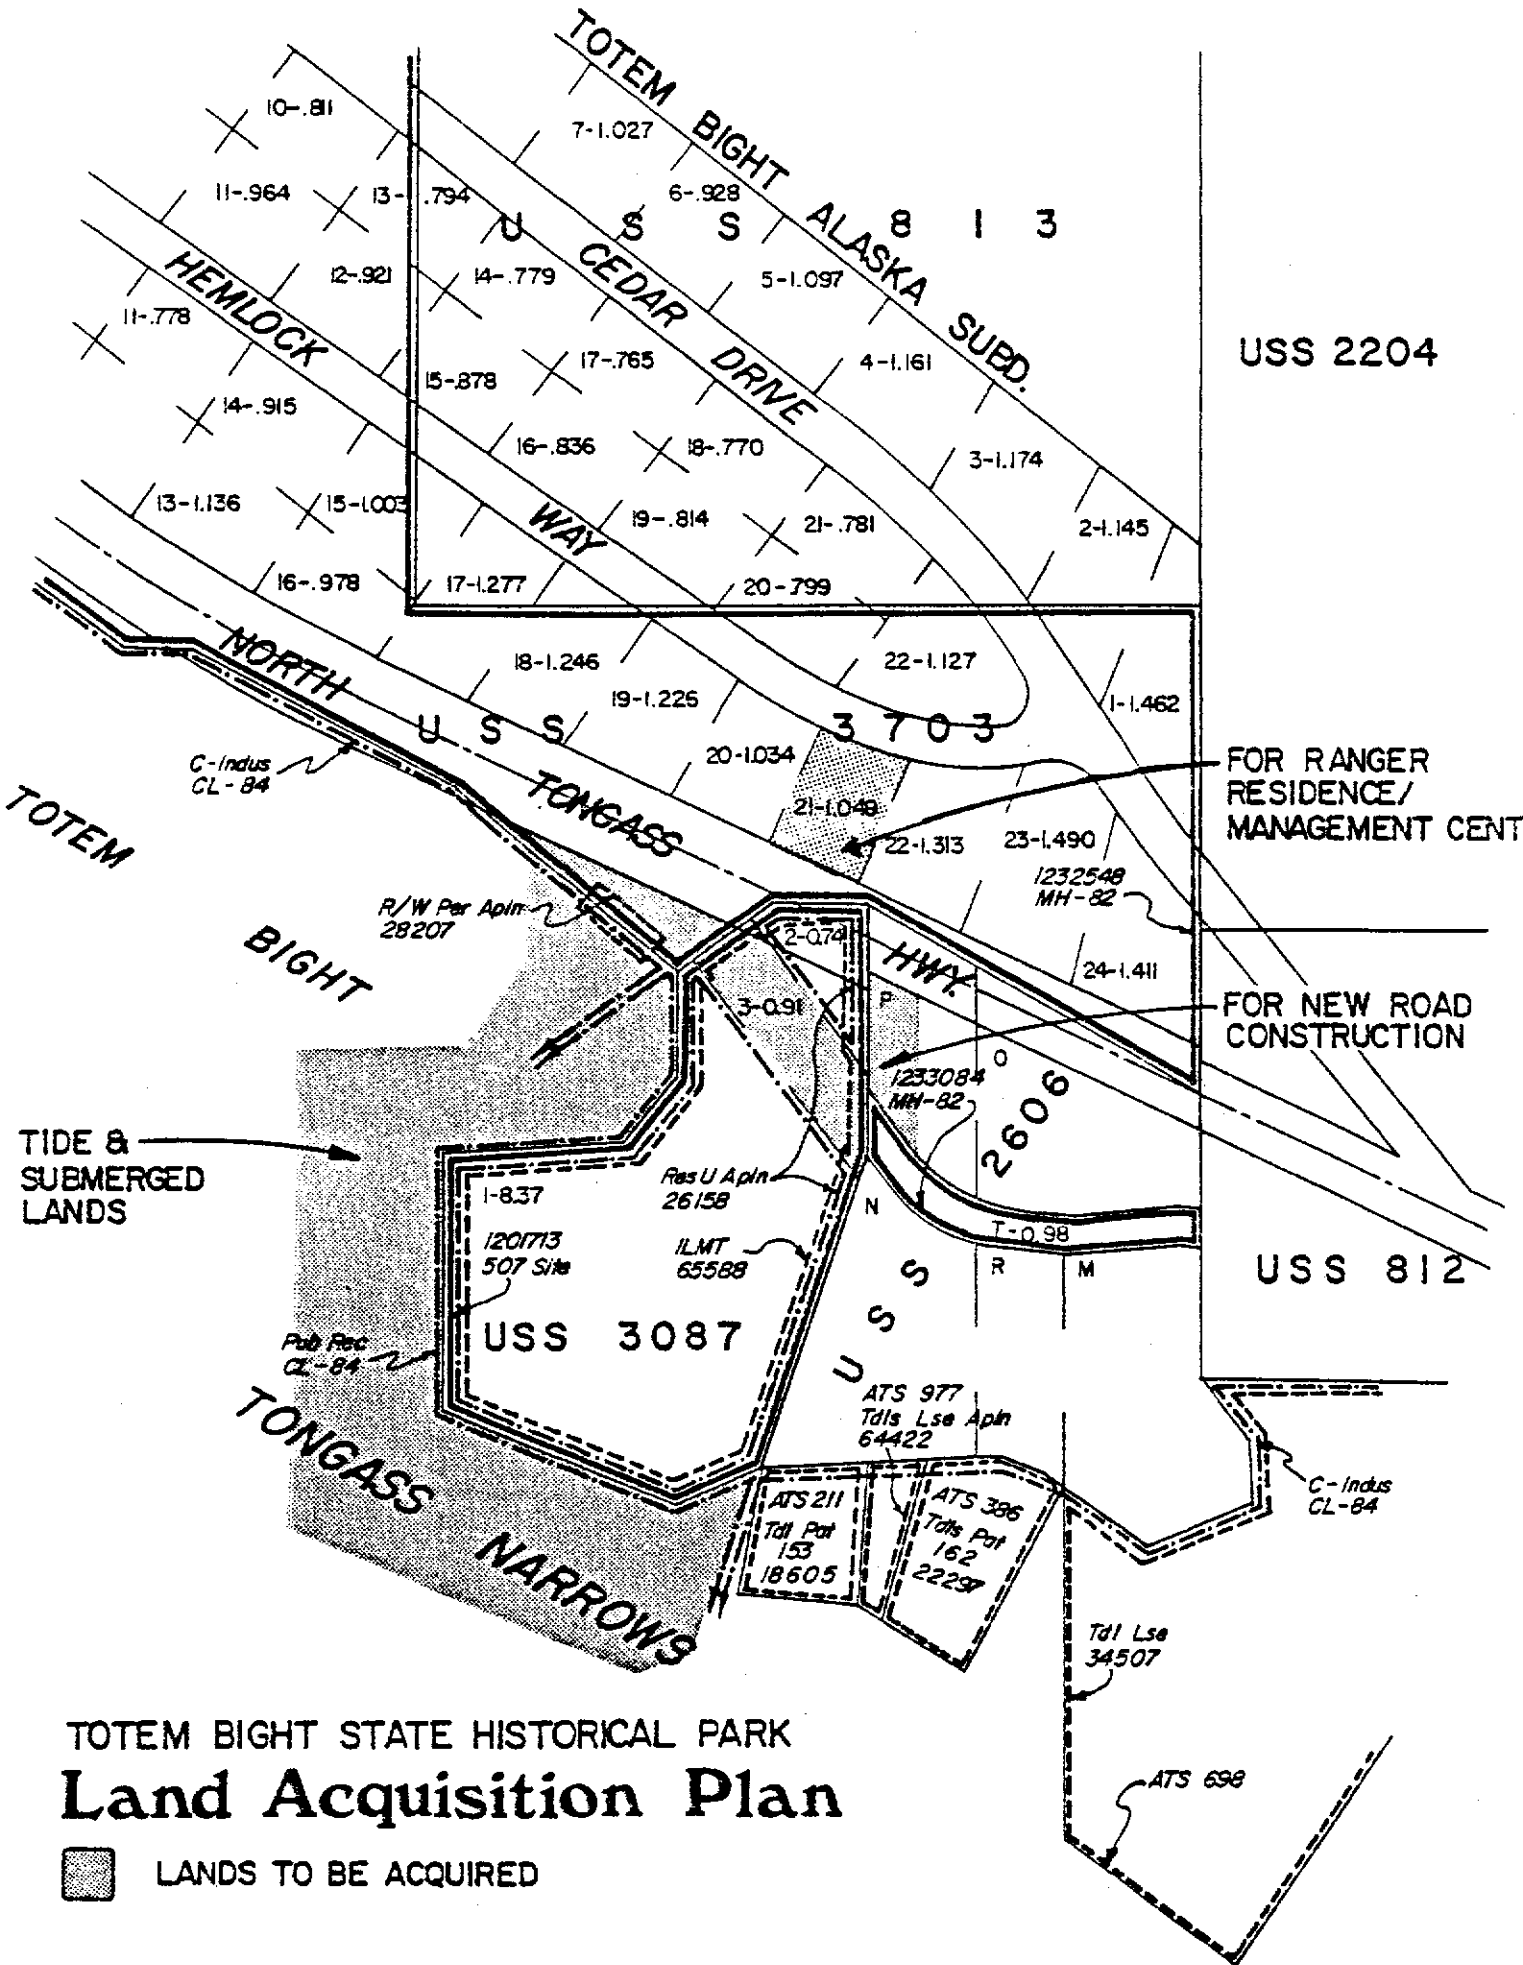 TOTEM BIGHT ALASKA SUBD.
10-.811
7-1.027
11-.964
13-.794
6-.928
U S S 8 1 3
CEDAR DRIVE
HEMLOCK WAY
12-.921
14-.779
5-1.097
11-.778
17-.765
4-1.161
USS 2204
15-.878
14-.915
16-.836
18-.770
3-1.174
13-1.136
15-1.003
19-.814
21-.781
2-1.145
16-.978
17-1.277
20-.799
NORTH TONGASS HWY.
18-1.246
22-1.127
19-1.226
1-1.462
U S S 3 7 0 3
20-1.034
C-Indus
CL-84
FOR RANGER
RESIDENCE/
MANAGEMENT CENT
TOTEM BIGHT
21-1.048
22-1.313
23-1.490
1232548
MH-82
R/W Per Apln
28207
2-0.74
24-1.411
3-0.91
P
FOR NEW ROAD
CONSTRUCTION
O
1233084
MH-82
USS 2606
TIDE &
SUBMERGED
LANDS
1-8.37
Res U Apln
26158
N
T-0.98
1201713
507 Site
ILMT
65588
R
M
USS 812
USS 3087
Pub Rec
CL-84
TONGASS NARROWS
ATS 977
Tdls Lse Apln
64422
C-Indus
CL-84
ATS 211
Tdl Pat
153
18605
ATS 386
Tdls Pat
162
22297
Tdl Lse
34507
ATS 698
TOTEM BIGHT STATE HISTORICAL PARK
Land Acquisition Plan
LANDS TO BE ACQUIRED